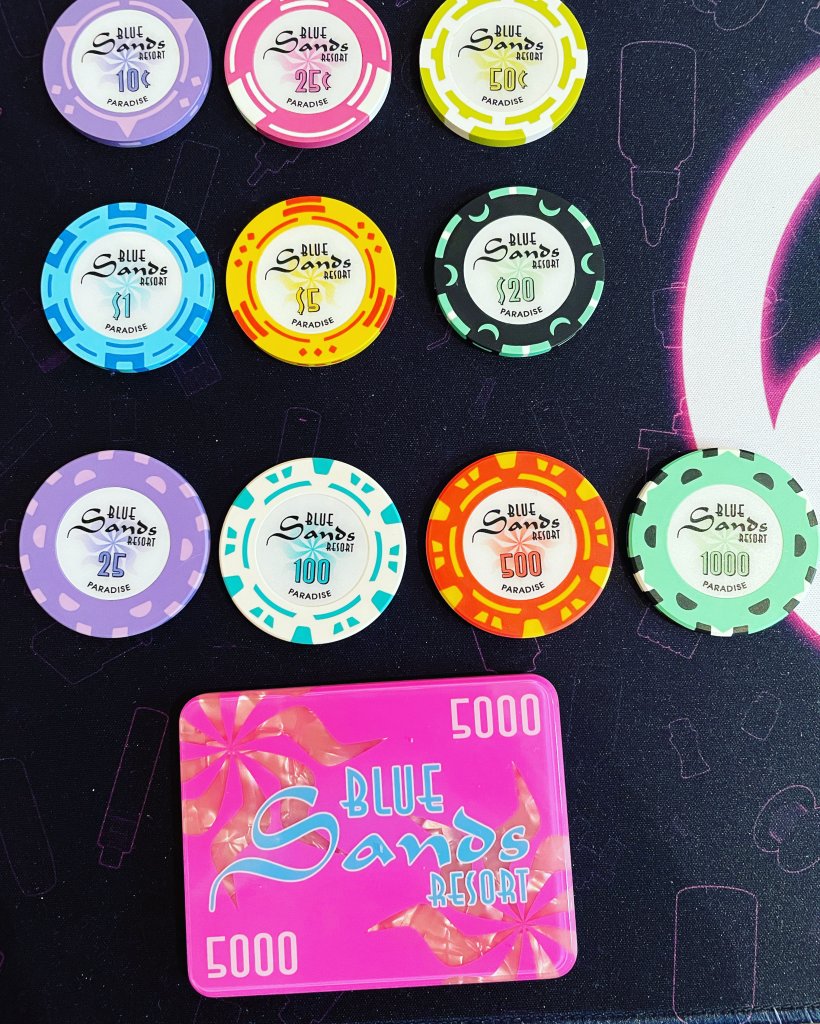 BLUE
Sands
RESORT
10¢
PARADISE
BLUE
Sands
RESORT
25¢
PARADISE
BLUE
Sands
RESORT
50¢
PARADISE
BLUE
Sands
RESORT
$1
PARADISE
BLUE
Sands
RESORT
$5
PARADISE
BLUE
Sands
RESORT
$20
PARADISE
BLUE
Sands
RESORT
25
PARADISE
BLUE
Sands
RESORT
100
PARADISE
BLUE
Sands
RESORT
500
PARADISE
BLUE
Sands
RESORT
1000
PARADISE
5000
BLUE
Sands
RESORT
5000